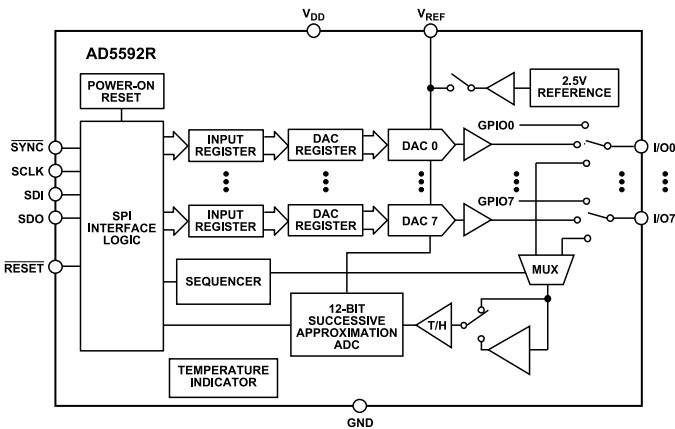 VDD
VREF
AD5592R
POWER-ON
RESET
2.5V
REFERENCE
GPIO0
SYNC
SCLK
SDI
SDO
RESET
SPI
INTERFACE
LOGIC
INPUT
REGISTER
DAC
REGISTER
DAC 0
I/O0
INPUT
REGISTER
DAC
REGISTER
DAC 7
GPIO7
I/O7
SEQUENCER
MUX
12-BIT
SUCCESSIVE
APPROXIMATION
ADC
T/H
TEMPERATURE
INDICATOR
GND